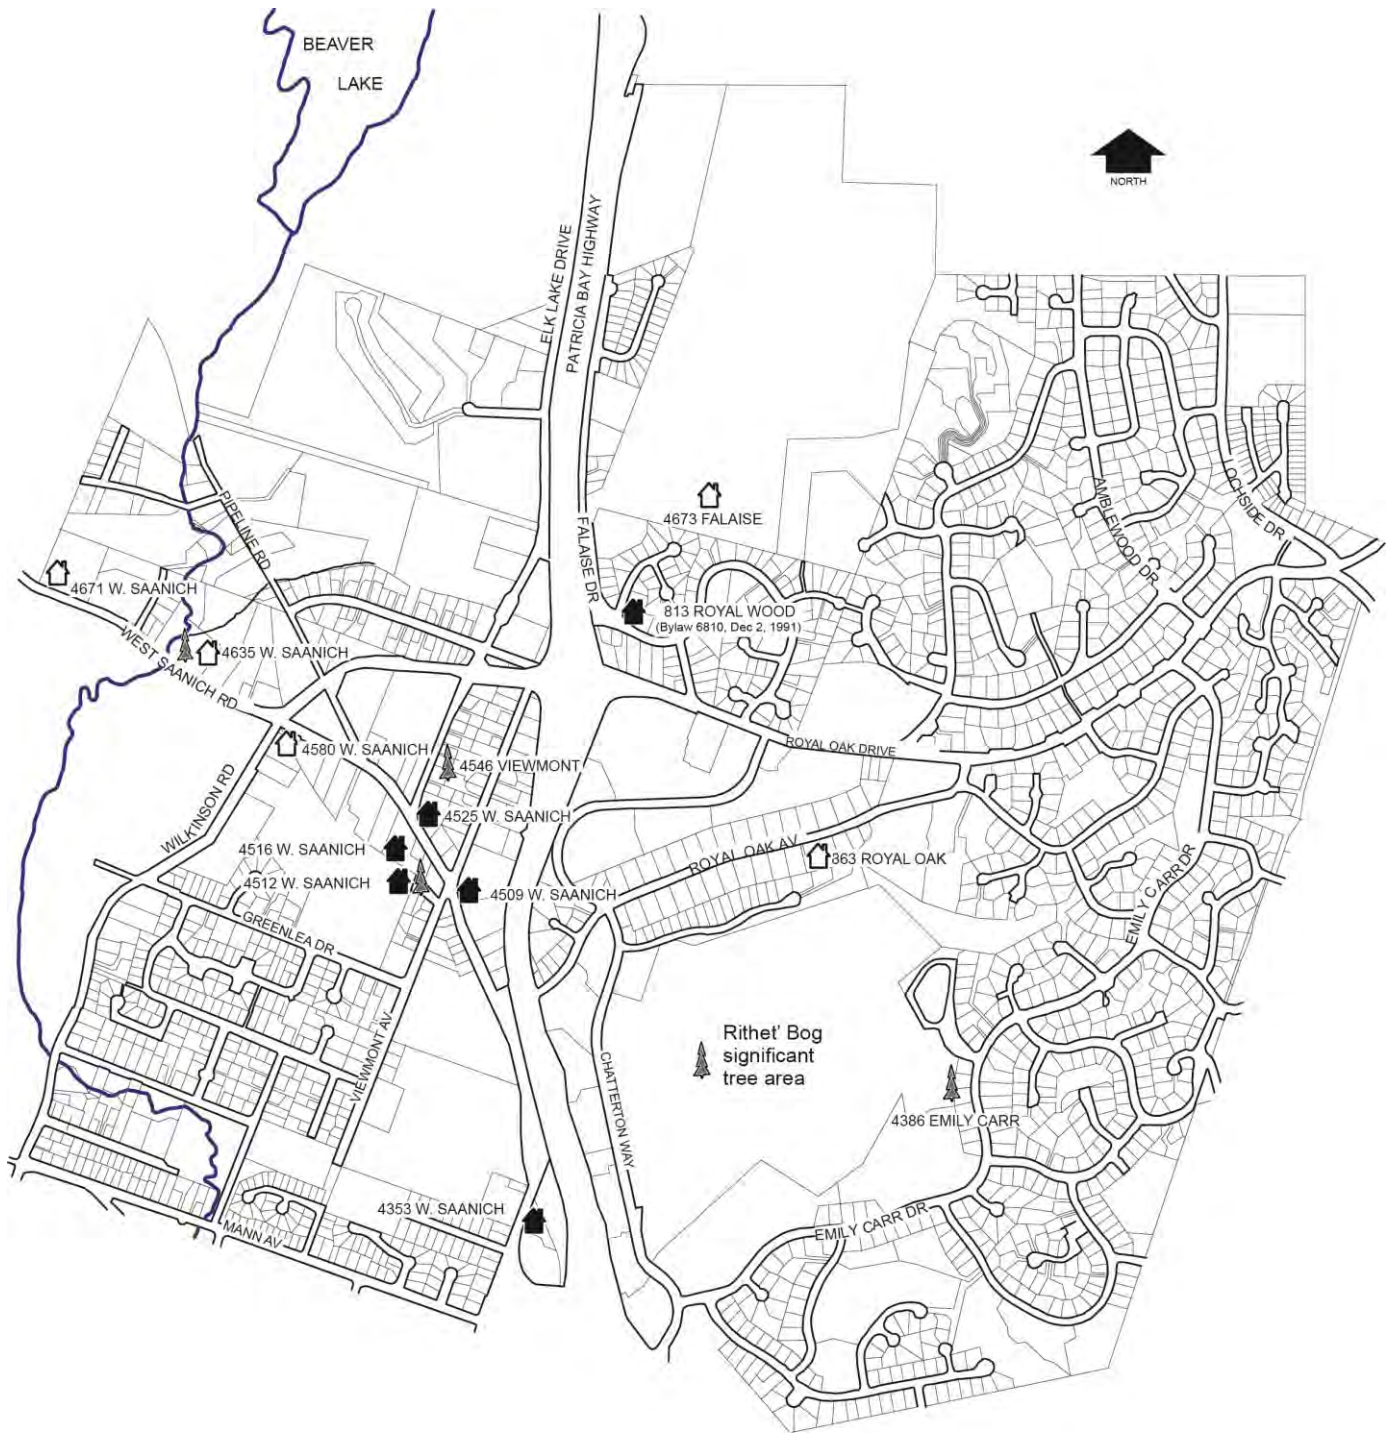 BEAVER
LAKE
NORTH
ELK LAKE DRIVE
PATRICIA BAY HIGHWAY
4673 FALAISE
FALAISE DR
PIPELINE RD
AMBLEWOOD DR
LOCHSIDE DR
4671 W. SAANICH
813 ROYAL WOOD
(Bylaw 6810, Dec 2, 1991)
WEST SAANICH RD
4635 W. SAANICH
4580 W. SAANICH
ROYAL OAK DRIVE
4546 VIEWMONT
WILKINSON RD
4525 W. SAANICH
4516 W. SAANICH
ROYAL OAK AV
863 ROYAL OAK
4512 W. SAANICH
4509 W. SAANICH
GREENLEA DR
EMILY CARR DR
VIEWMONT AV
Rithet' Bog
significant
tree area
CHATTERTON WAY
4386 EMILY CARR
4353 W. SAANICH
MANN AV
EMILY CARR DR